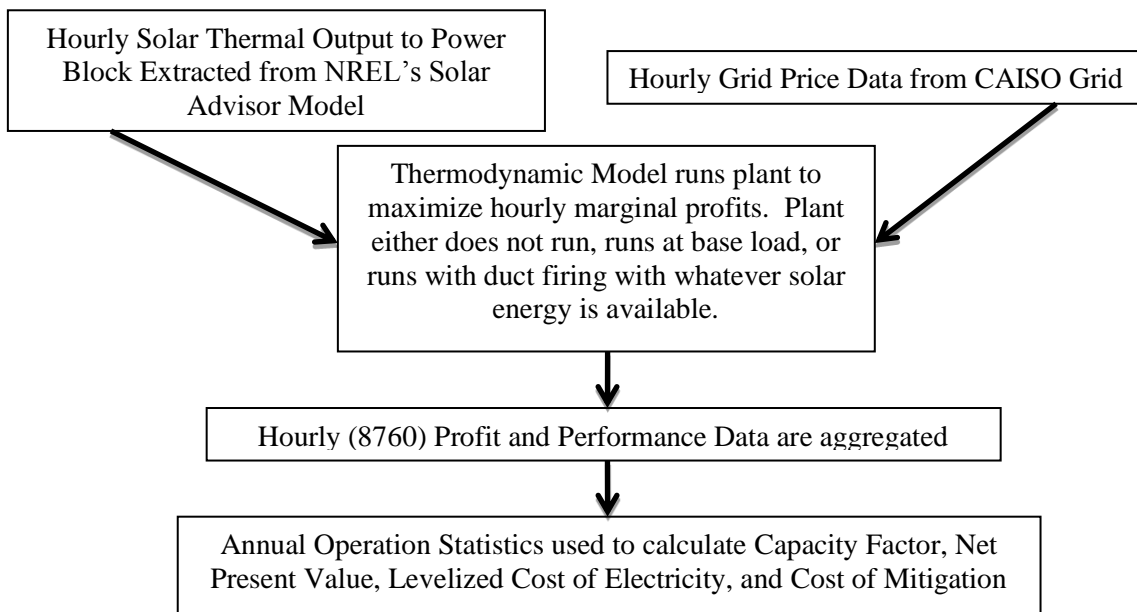 Hourly Solar Thermal Output to Power
Block Extracted from NREL's Solar
Advisor Model
Hourly Grid Price Data from CAISO Grid
Thermodynamic Model runs plant to
maximize hourly marginal profits.  Plant
either does not run, runs at base load, or
runs with duct firing with whatever solar
energy is available.
Hourly (8760) Profit and Performance Data are aggregated
Annual Operation Statistics used to calculate Capacity Factor, Net
Present Value, Levelized Cost of Electricity, and Cost of Mitigation